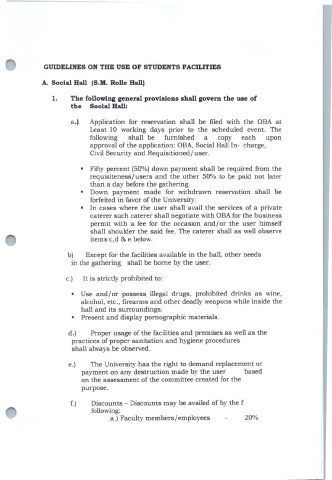 GUIDELINES ON THE USE OF STUDENTS FACILITIES
A. Social Hall (S.M. Rolle Hall)
1. The following general provisions shall govern the use of
the Social Hall:
a.) Application for reservation shall be filed with the OBA at
Least 10 working days prior to the scheduled event. The
following shall be furnished a copy each upon
approval of the application: OBA, Social Hall In- charge,
Civil Security and Requisitioned/user.
• Fifty percent (50%) down payment shall be required from the
requisiteness/users and the other 50% to be paid not later
than a day before the gathering.
• Down payment made for withdrawn reservation shall be
forfeited in favor of the University.
• In cases where the user shall avail the services of a private
caterer such caterer shall negotiate with OBA for the business
permit with a fee for the occasion and/or the user himself
shall shoulder the said fee. The caterer shall as well observe
items c,d & e below.
b) Except for the facilities available in the hall, other needs
in the gathering shall be borne by the user.
c.) It is strictly prohibited to:
• Use and/or possess illegal drugs, prohibited drinks as wine,
alcohol, etc., firearms and other deadly weapons while inside the
hall and its surroundings.
• Present and display pornographic materials.
d.) Proper usage of the facilities and premises as well as the
practices of proper sanitation and hygiene procedures
shall always be observed.
e.) The University has the right to demand replacement or
payment on any destruction made by the user based
on the assessment of the committee created for the
purpose.
f.) Discounts – Discounts may be availed of by the f
following:
a.) Faculty members/employees - 20%